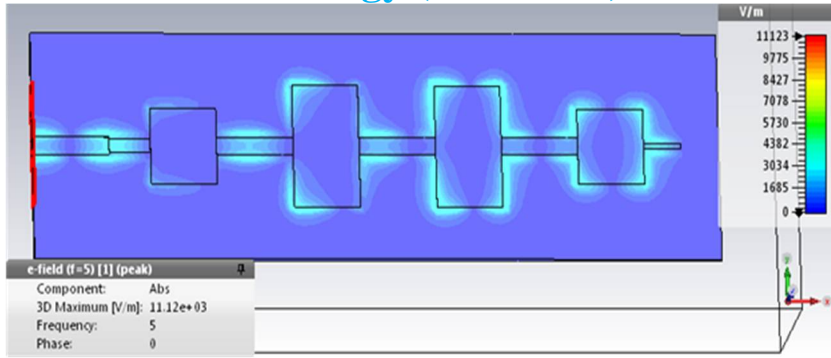 V/m
11123
9775
8427
7078
5730
4382
3034
1685
0
e-field (f=5) [1] (peak)
Component: Abs
3D Maximum [V/m]: 11.12e+03
Frequency: 5
Phase: 0
y
x